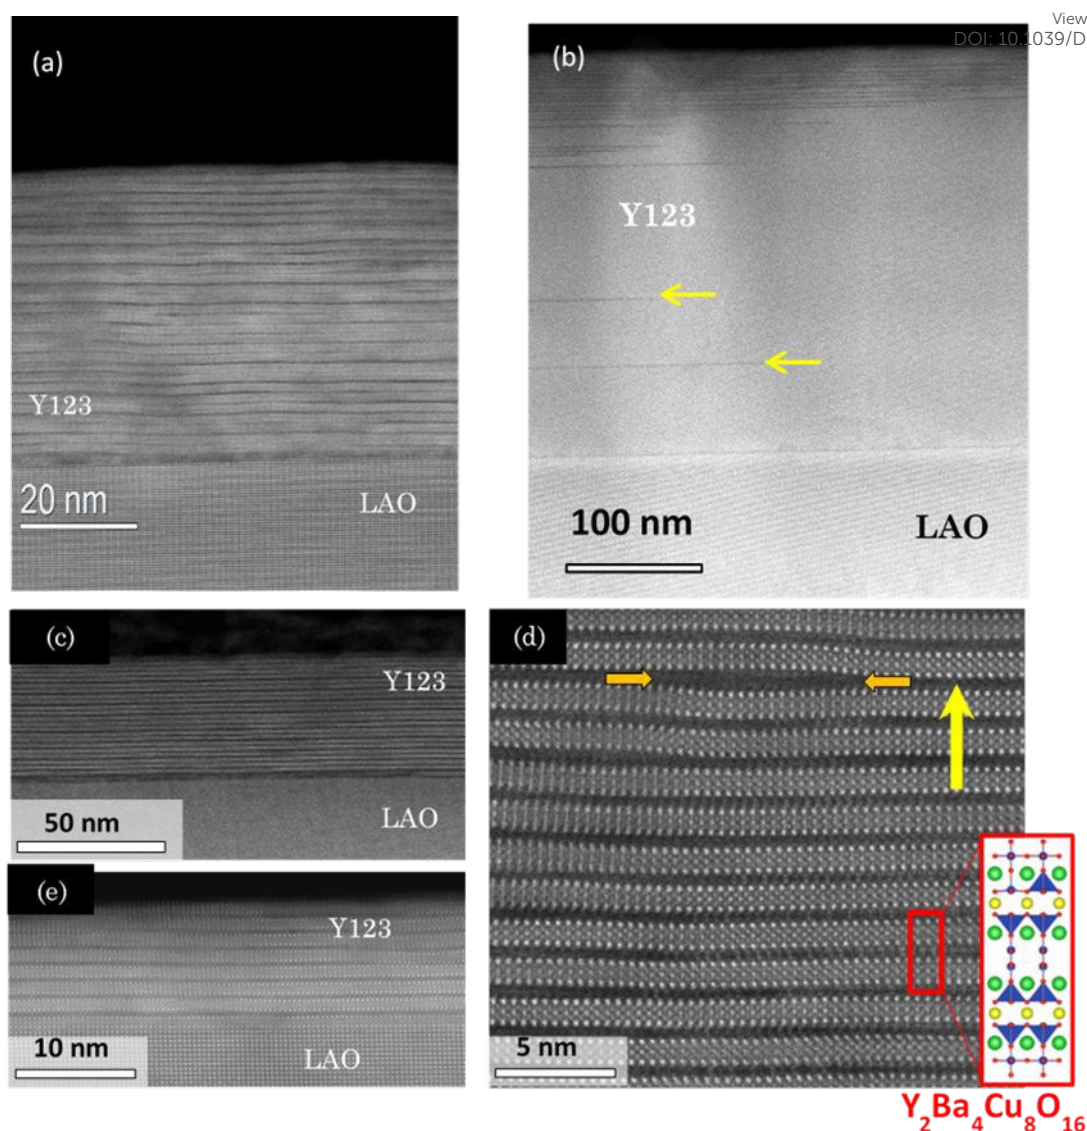 View
DOI: 10.1039/D
(a)
Y123
20 nm
LAO
(b)
Y123
100 nm
LAO
(c)
Y123
50 nm
LAO
(d)
5 nm
(e)
Y123
10 nm
LAO
Y2Ba4Cu8O16